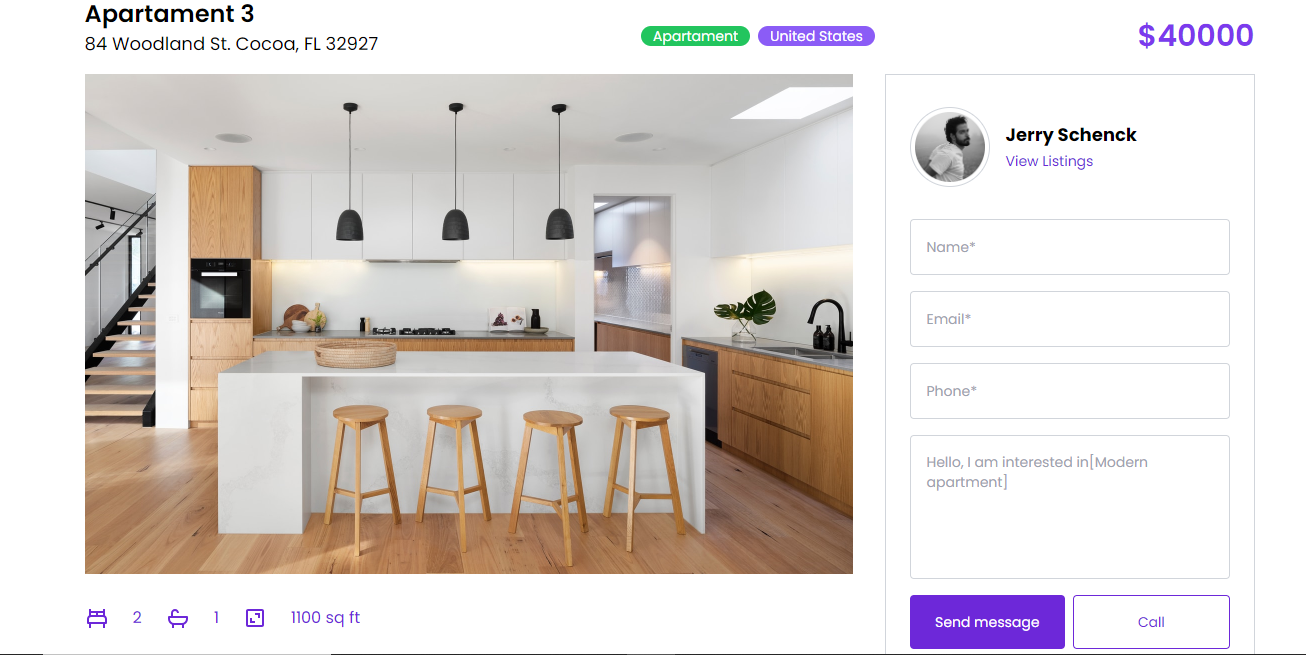 Apartament 3
84 Woodland St. Cocoa, FL 32927
Apartament
United States
$40000
Jerry Schenck
View Listings
Name*
Email*
Phone*
Hello, I am interested in[Modern
apartment]
Send message
Call
2
1
1100 sq ft